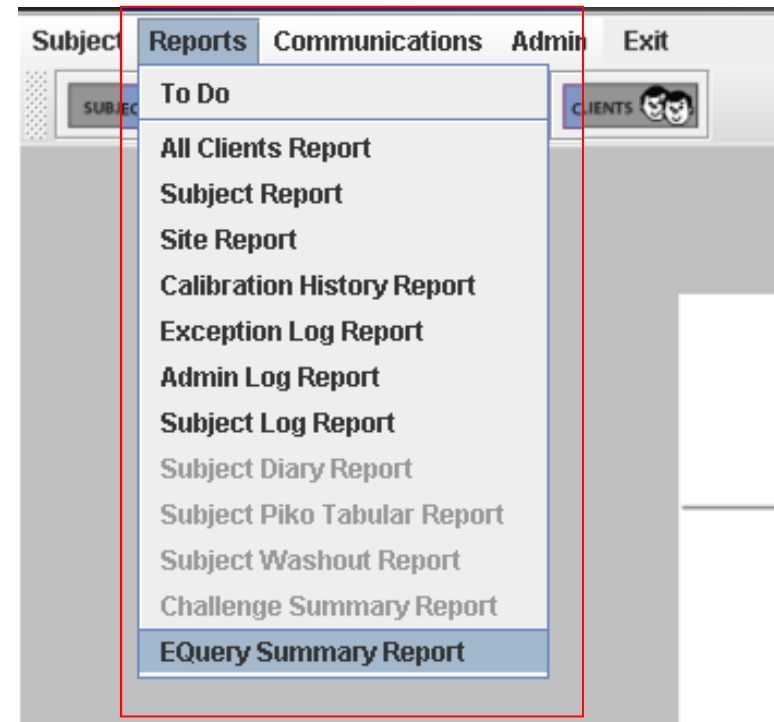 Subject Reports Communications Admin Exit
To Do
CLIENTS
All Clients Report
Subject Report
Site Report
Calibration History Report
Exception Log Report
Admin Log Report
Subject Log Report
Subject Diary Report
Subject Piko Tabular Report
Subject Washout Report
Challenge Summary Report
EQuery Summary Report